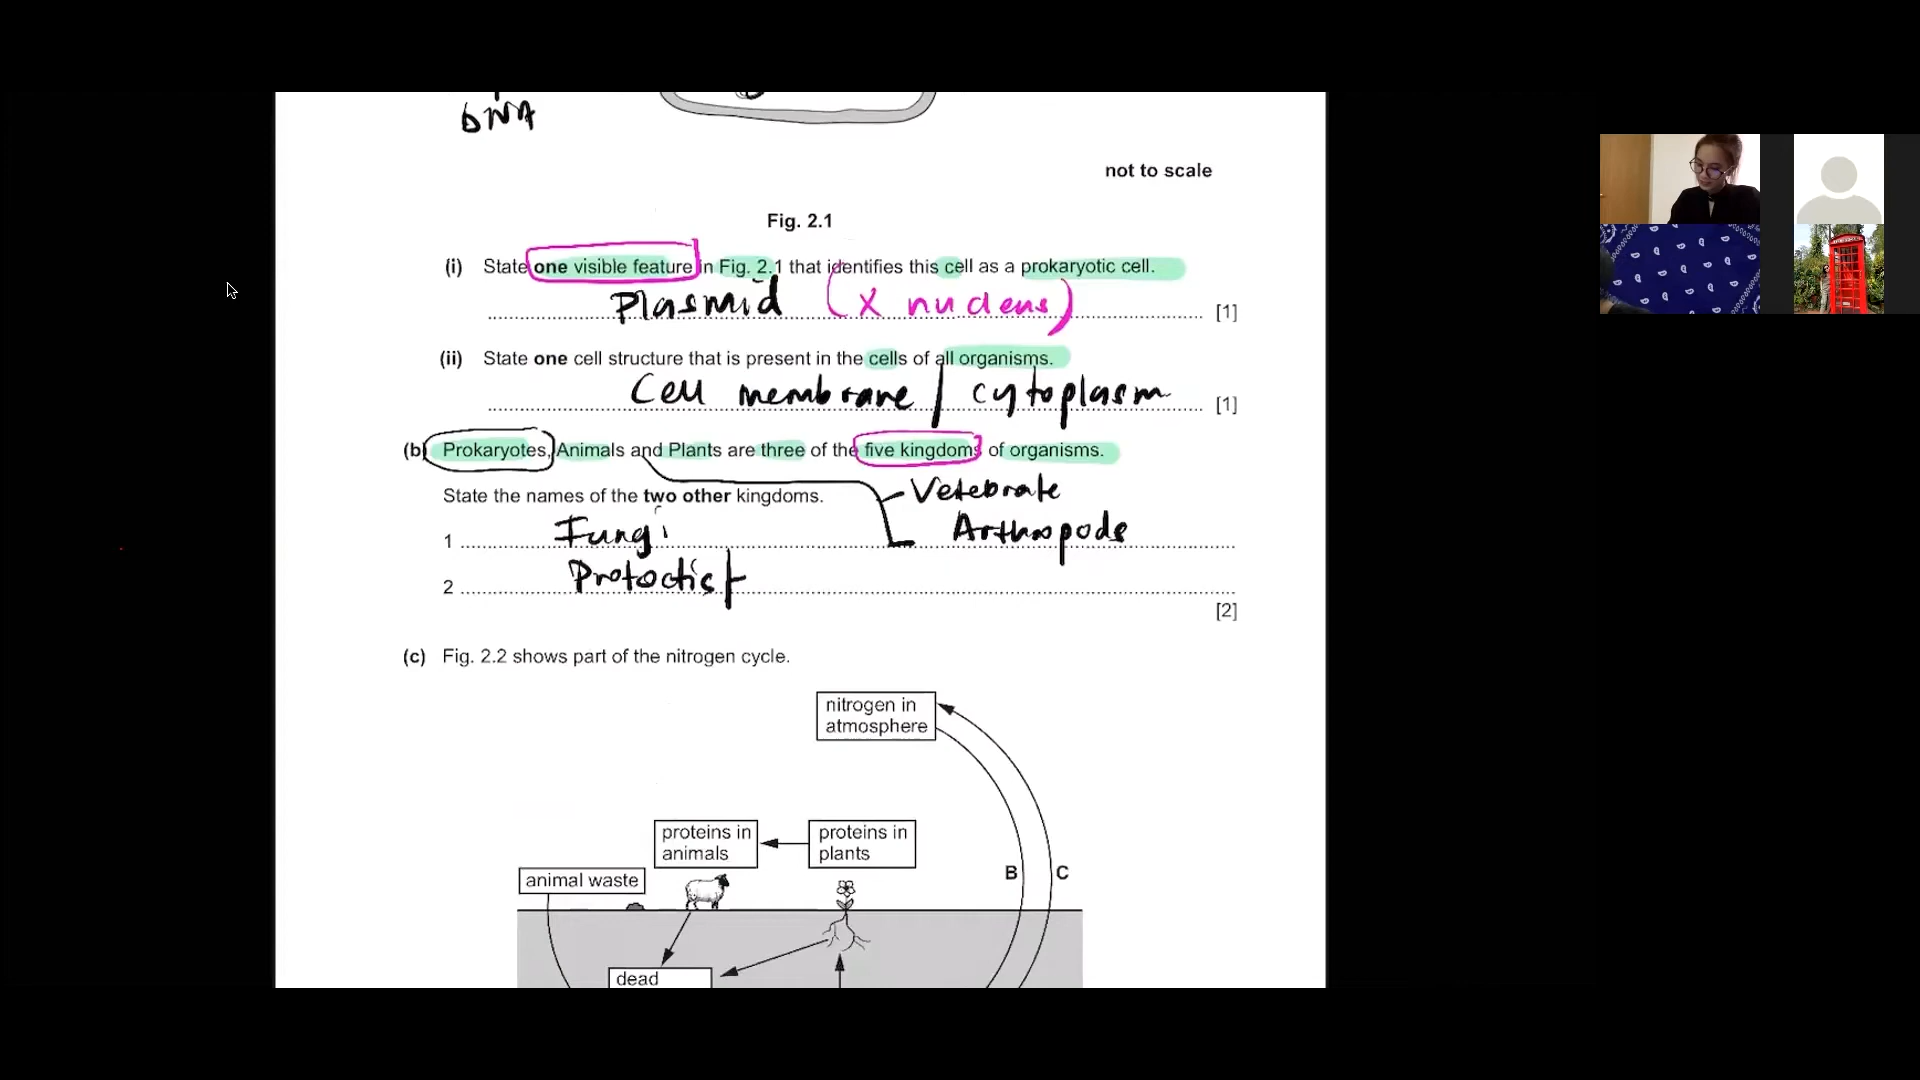 DNA
not to scale
Fig. 2.1
(i) State one visible feature in Fig. 2.1 that identifies this cell as a prokaryotic cell.
Plasmid (x nucleus)
[1]
(ii) State one cell structure that is present in the cells of all organisms.
Cell membrane / cytoplasm
[1]
(b) Prokaryotes, Animals and Plants are three of the five kingdoms of organisms.
Vetebrate
State the names of the two other kingdoms.
Arthropods
1 Fungi
2 Protoctist
[2]
(c) Fig. 2.2 shows part of the nitrogen cycle.
nitrogen in
atmosphere
proteins in
animals
proteins in
plants
B
C
animal waste
dead